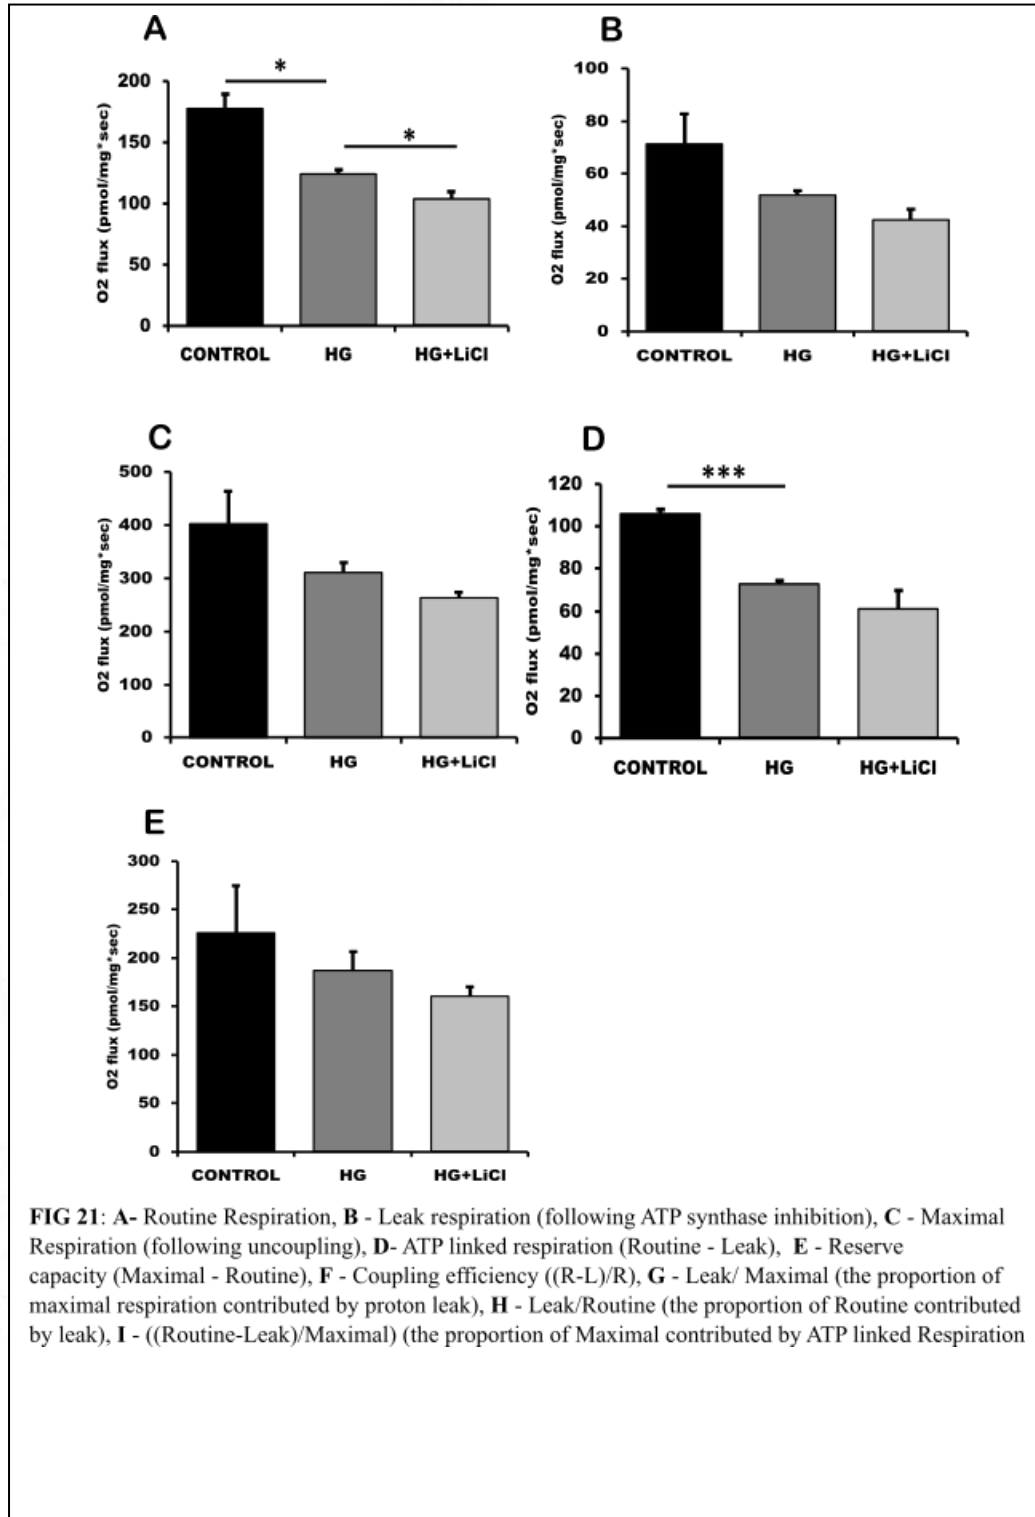 A
*
*
200
150
100
50
0
O2 flux (pmol/mg*sec)
CONTROL HG HG+LiCl
B
100
80
60
40
20
0
O2 flux (pmol/mg*sec)
CONTROL HG HG+LiCl
C
500
400
300
200
100
0
O2 flux (pmol/mg*sec)
CONTROL HG HG+LiCl
D
***
120
100
80
60
40
20
0
O2 flux (pmol/mg*sec)
CONTROL HG HG+LiCl
E
300
250
200
150
100
50
0
O2 flux (pmol/mg*sec)
CONTROL HG HG+LiCl
FIG 21: A- Routine Respiration, B - Leak respiration (following ATP synthase inhibition), C - Maximal
Respiration (following uncoupling), D- ATP linked respiration (Routine - Leak), E - Reserve
capacity (Maximal - Routine), F - Coupling efficiency ((R-L)/R), G - Leak/ Maximal (the proportion of
maximal respiration contributed by proton leak), H - Leak/Routine (the proportion of Routine contributed
by leak), I - ((Routine-Leak)/Maximal) (the proportion of Maximal contributed by ATP linked Respiration